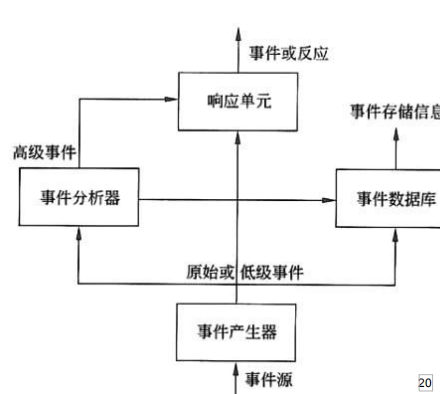 事件或反应
响应单元
事件存储信息
高级事件
事件分析器
事件数据库
原始或低级事件
事件产生器
事件源
20